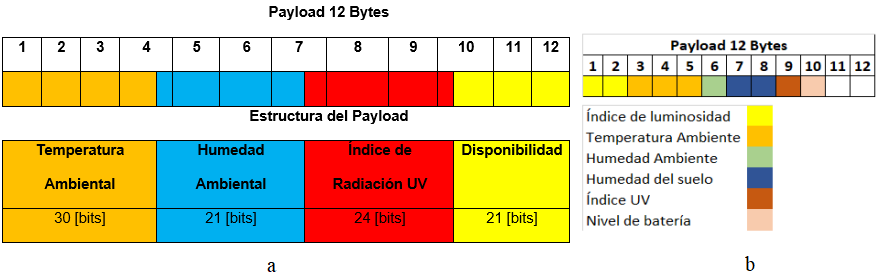 Payload 12 Bytes
1 2 3 4 5 6 7 8 9 10 11 12
Estructura del Payload
Temperatura Ambiental
Humedad Ambiental
Índice de Radiación UV
Disponibilidad
30 [bits] 21 [bits] 24 [bits] 21 [bits]
a
Payload 12 Bytes
1 2 3 4 5 6 7 8 9 10 11 12
Índice de luminosidad
Temperatura Ambiente
Humedad Ambiente
Humedad del suelo
Índice UV
Nivel de batería
b